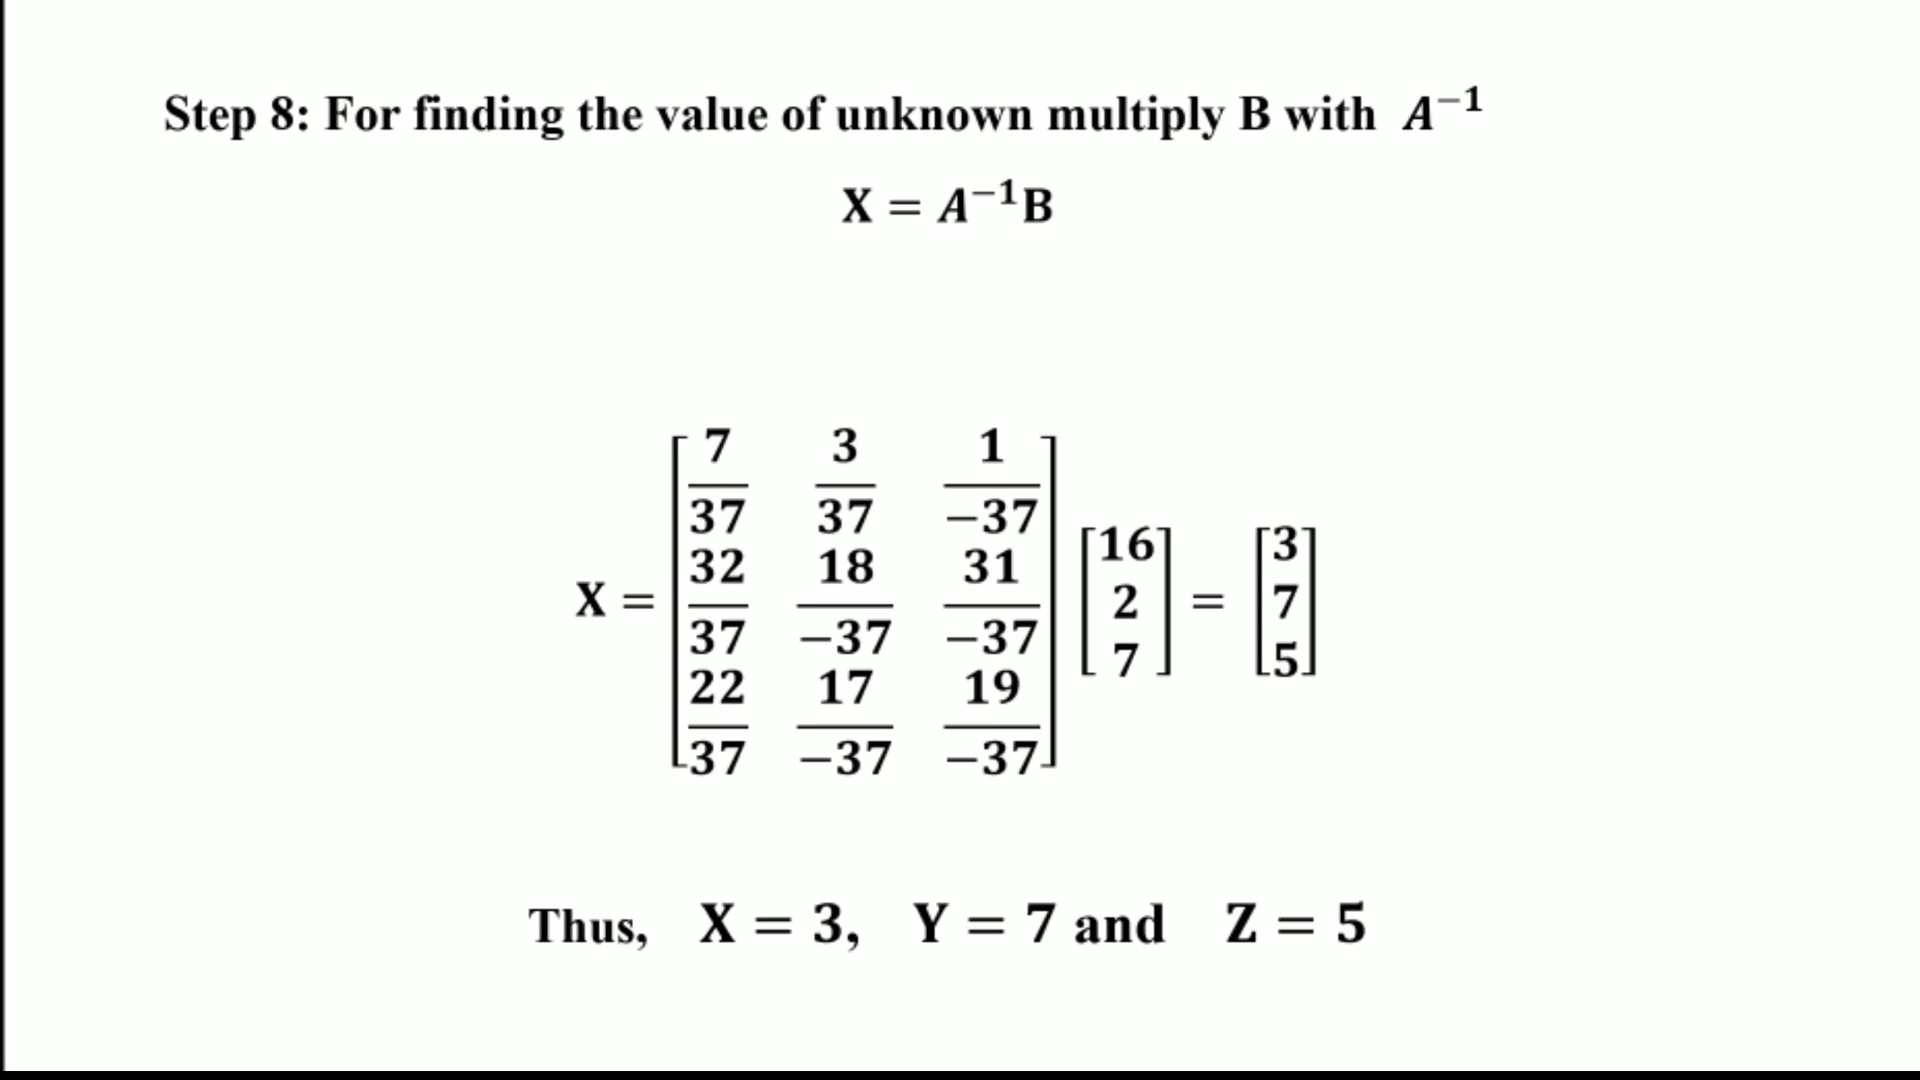 Step 8: For finding the value of unknown multiply B with A⁻¹
X = A⁻¹B
X = [7/37 3/37 1/−37; 32/37 18/−37 31/−37; 22/37 17/−37 19/−37] [16; 2; 7] = [3; 7; 5]
Thus, X = 3, Y = 7 and Z = 5